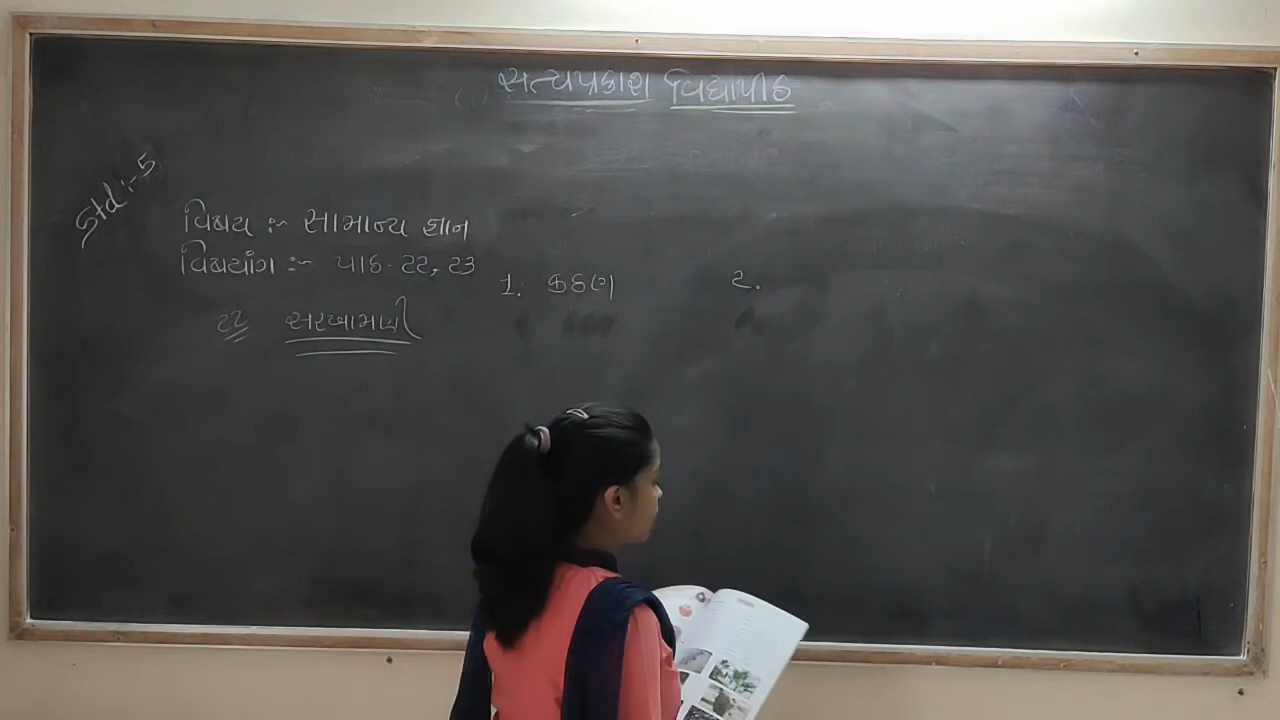 સત્યપ્રકાશ વિદ્યાપીઠ
Std :- 5
વિષય :- સામાન્ય જ્ઞાન
વિષયાંગ :- પાઠ - ૨૨, ૨૩
૨૨ સરખામણી
1. કઠણ
૨.